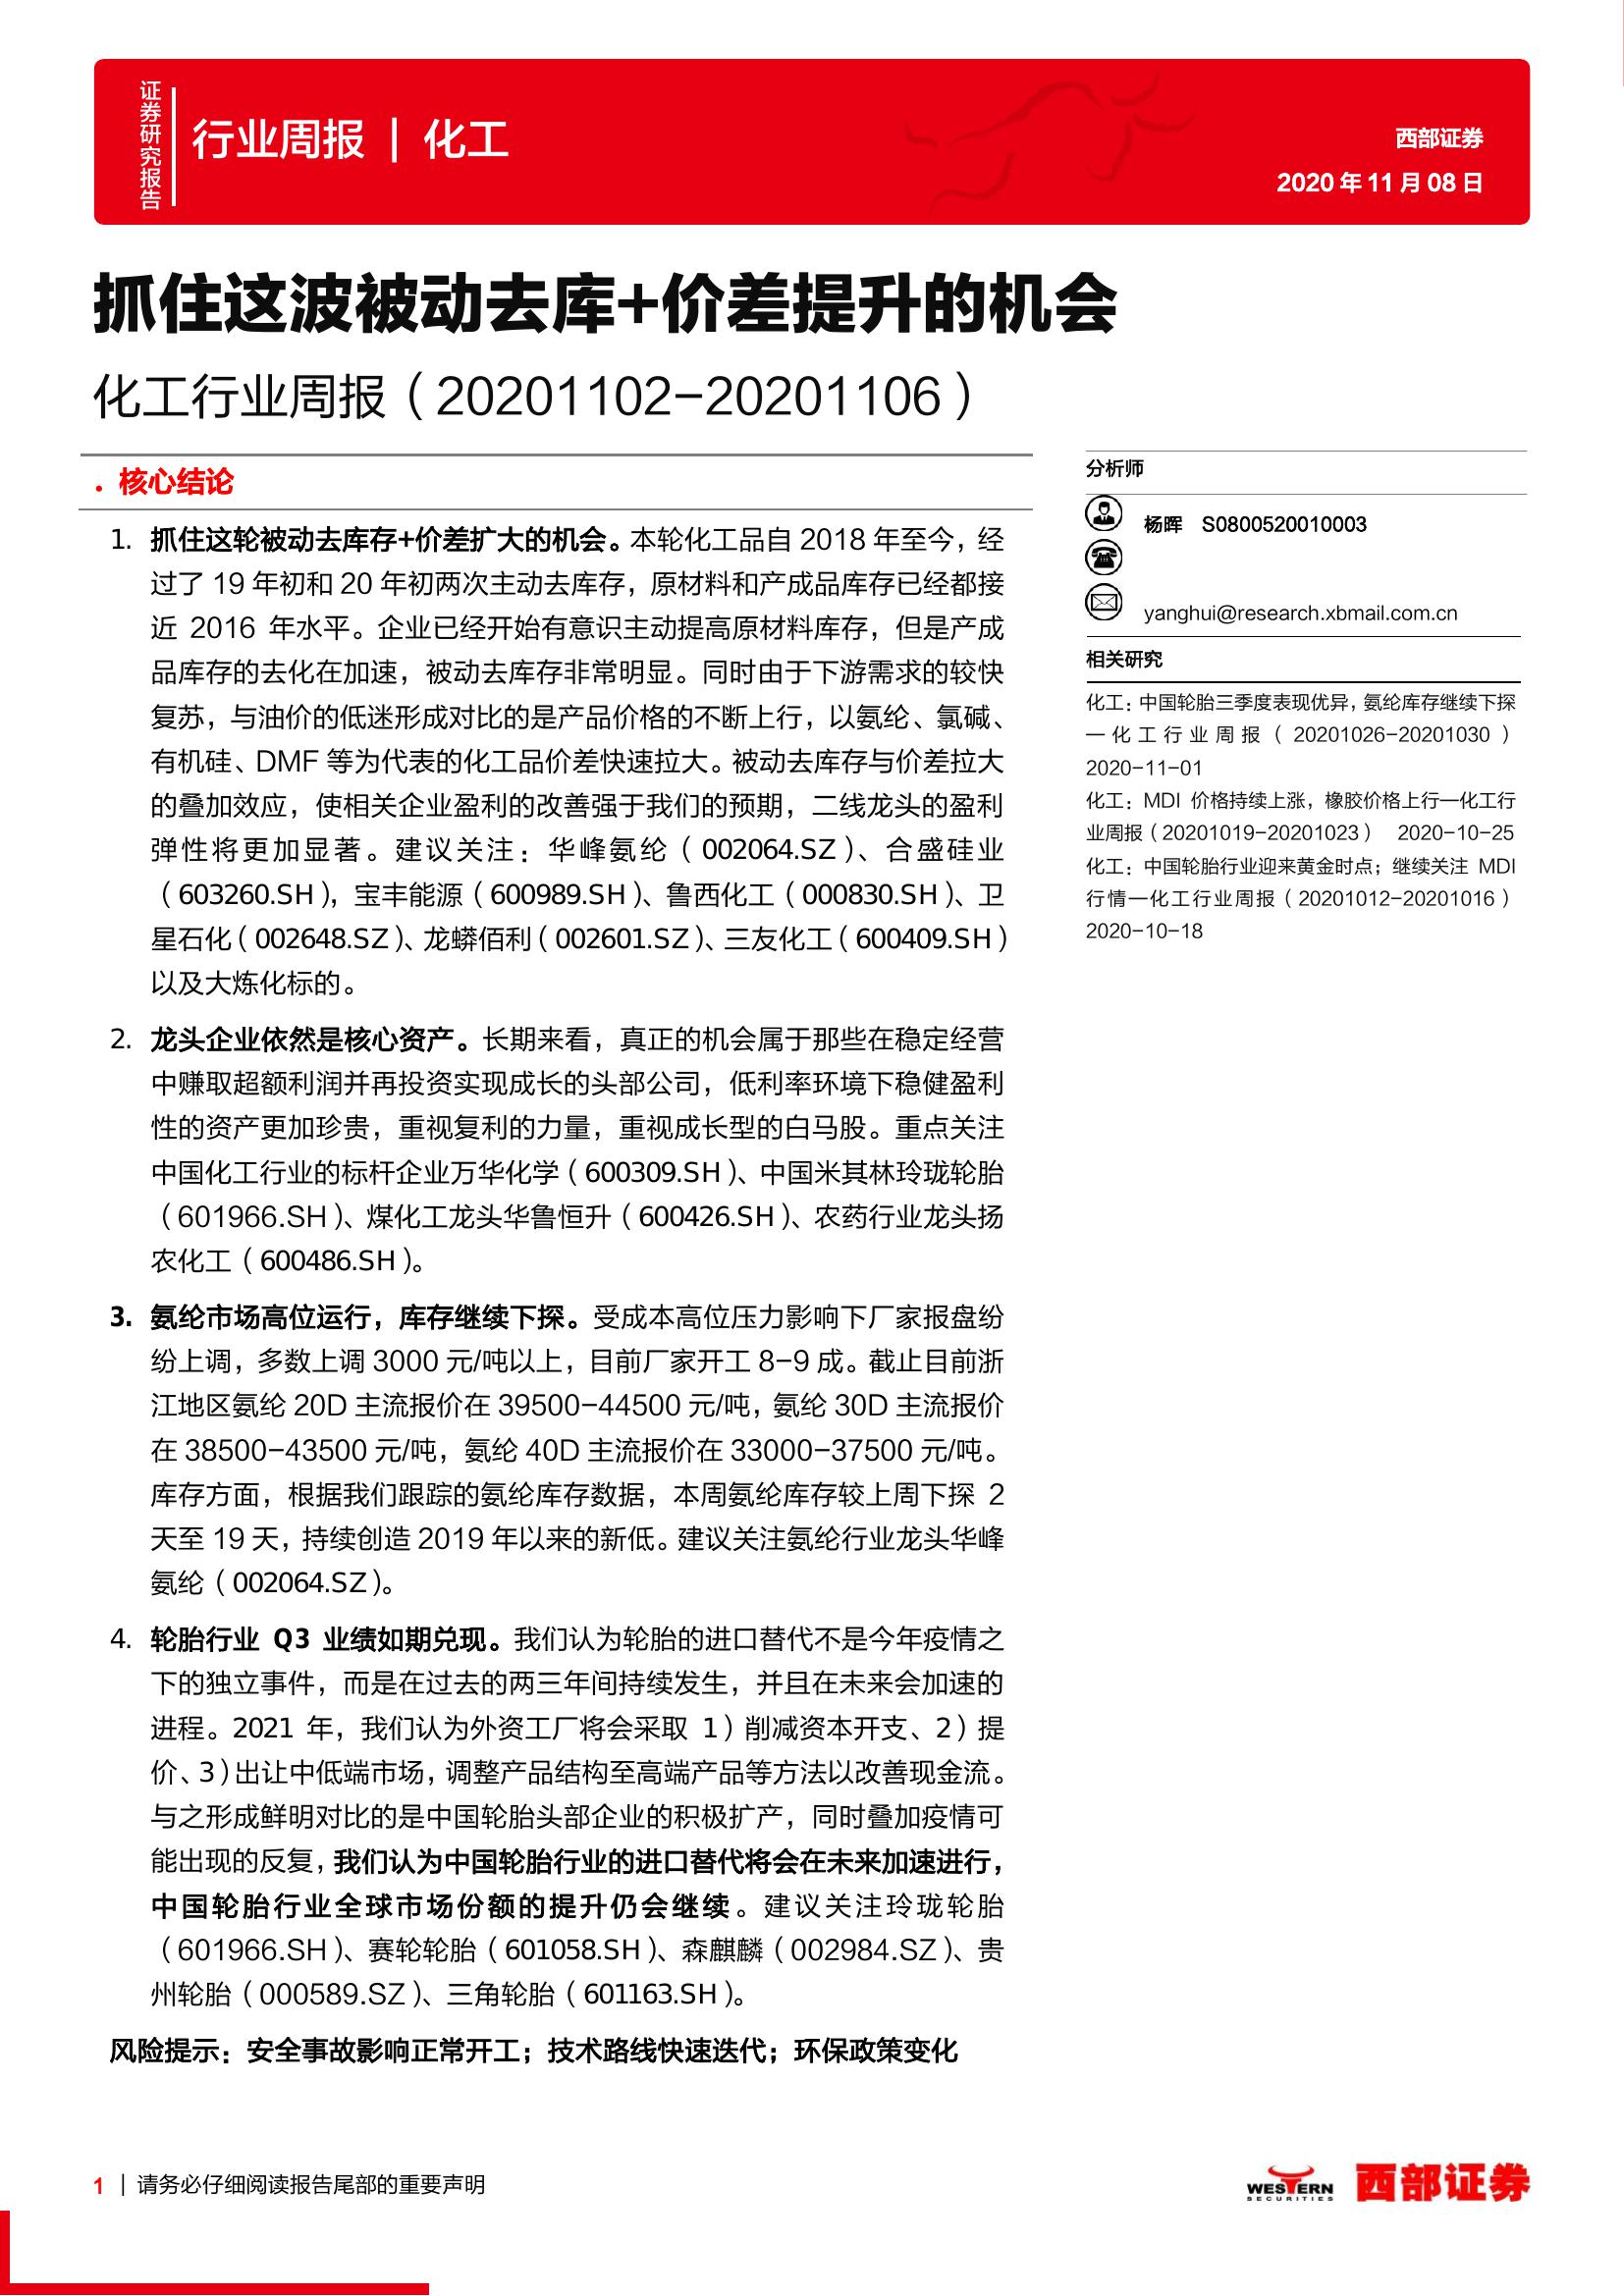 证券研究报告
行业周报 | 化工
西部证券
2020 年 11 月 08 日
抓住这波被动去库+价差提升的机会
化工行业周报（20201102-20201106）
核心结论
1. 抓住这轮被动去库存+价差扩大的机会。本轮化工品自 2018 年至今，经
过了 19 年初和 20 年初两次主动去库存，原材料和产成品库存已经都接
近 2016 年水平。企业已经开始有意识主动提高原材料库存，但是产成
品库存的去化在加速，被动去库存非常明显。同时由于下游需求的较快
复苏，与油价的低迷形成对比的是产品价格的不断上行，以氨纶、氯碱、
有机硅、DMF 等为代表的化工品价差快速拉大。被动去库存与价差拉大
的叠加效应，使相关企业盈利的改善强于我们的预期，二线龙头的盈利
弹性将更加显著。建议关注：华峰氨纶（002064.SZ）、合盛硅业
（603260.SH），宝丰能源（600989.SH）、鲁西化工（000830.SH）、卫
星石化（002648.SZ）、龙蟒佰利（002601.SZ）、三友化工（600409.SH）
以及大炼化标的。
2. 龙头企业依然是核心资产。长期来看，真正的机会属于那些在稳定经营
中赚取超额利润并再投资实现成长的头部公司，低利率环境下稳健盈利
性的资产更加珍贵，重视复利的力量，重视成长型的白马股。重点关注
中国化工行业的标杆企业万华化学（600309.SH）、中国米其林玲珑轮胎
（601966.SH）、煤化工龙头华鲁恒升（600426.SH）、农药行业龙头扬
农化工（600486.SH）。
3. 氨纶市场高位运行，库存继续下探。受成本高位压力影响下厂家报盘纷
纷上调，多数上调 3000 元/吨以上，目前厂家开工 8-9 成。截止目前浙
江地区氨纶 20D 主流报价在 39500-44500 元/吨，氨纶 30D 主流报价
在 38500-43500 元/吨，氨纶 40D 主流报价在 33000-37500 元/吨。
库存方面，根据我们跟踪的氨纶库存数据，本周氨纶库存较上周下探 2
天至 19 天，持续创造 2019 年以来的新低。建议关注氨纶行业龙头华峰
氨纶（002064.SZ）。
4. 轮胎行业 Q3 业绩如期兑现。我们认为轮胎的进口替代不是今年疫情之
下的独立事件，而是在过去的两三年间持续发生，并且在未来会加速的
进程。2021 年，我们认为外资工厂将会采取 1）削减资本开支、2）提
价、3）出让中低端市场，调整产品结构至高端产品等方法以改善现金流。
与之形成鲜明对比的是中国轮胎头部企业的积极扩产，同时叠加疫情可
能出现的反复，我们认为中国轮胎行业的进口替代将会在未来加速进行，
中国轮胎行业全球市场份额的提升仍会继续。建议关注玲珑轮胎
（601966.SH）、赛轮轮胎（601058.SH）、森麒麟（002984.SZ）、贵
州轮胎（000589.SZ）、三角轮胎（601163.SH）。
风险提示：安全事故影响正常开工；技术路线快速迭代；环保政策变化
分析师
杨晖 S0800520010003
yanghui@research.xbmail.com.cn
相关研究
化工：中国轮胎三季度表现优异，氨纶库存继续下探
—化工行业周报（20201026-20201030）
2020-11-01
化工：MDI 价格持续上涨，橡胶价格上行—化工行
业周报（20201019-20201023） 2020-10-25
化工：中国轮胎行业迎来黄金时点；继续关注 MDI
行情—化工行业周报（20201012-20201016）
2020-10-18
1 | 请务必仔细阅读报告尾部的重要声明
WESTERN
SECURITIES
西部证券